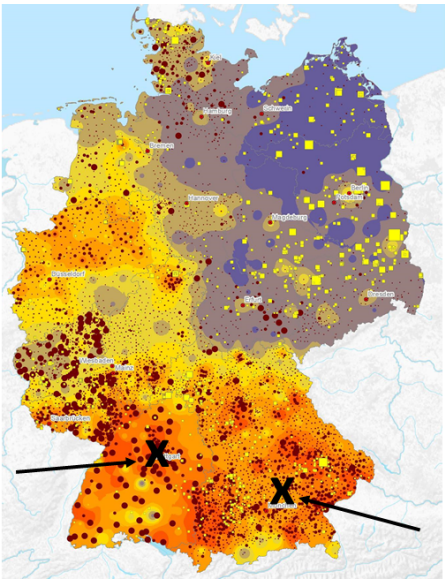 Hamburg
Schwerin
Bremen
Berlin
Potsdam
Hannover
Magdeburg
Düsseldorf
Erfurt
Dresden
Wiesbaden
Mainz
Saarbrücken
X
X